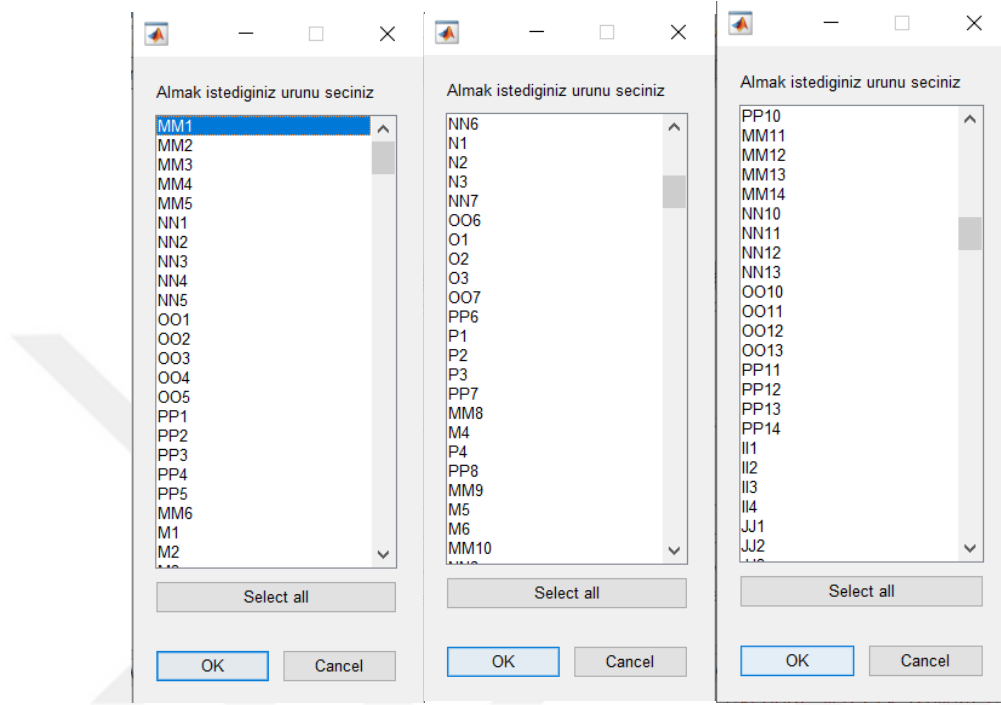 Almak istediginiz urunu seciniz
MM1
MM2
MM3
MM4
MM5
NN1
NN2
NN3
NN4
NN5
OO1
OO2
OO3
OO4
OO5
PP1
PP2
PP3
PP4
PP5
MM6
M1
M2
Select all
OK
Cancel
Almak istediginiz urunu seciniz
NN6
N1
N2
N3
NN7
OO6
O1
O2
O3
OO7
PP6
P1
P2
P3
PP7
MM8
M4
P4
PP8
MM9
M5
M6
MM10
Select all
OK
Cancel
Almak istediginiz urunu seciniz
PP10
MM11
MM12
MM13
MM14
NN10
NN11
NN12
NN13
OO10
OO11
OO12
OO13
PP11
PP12
PP13
PP14
II1
II2
II3
II4
JJ1
JJ2
Select all
OK
Cancel